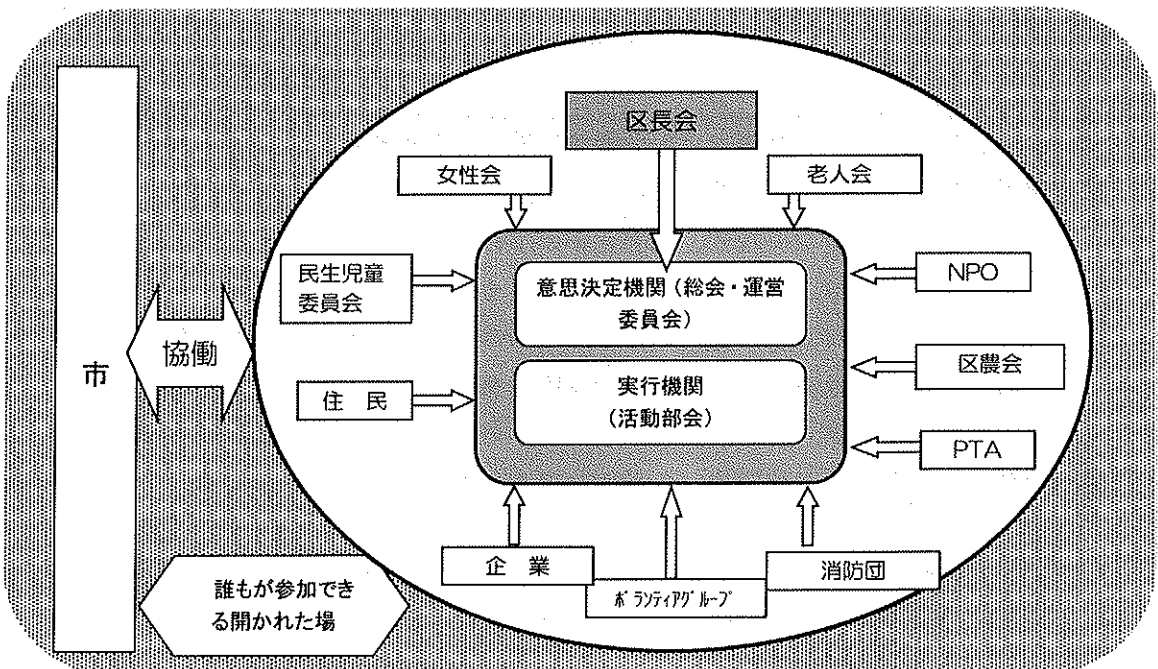 区長会
女性会
老人会
民生児童
委員会
意思決定機関（総会・運営
委員会）
NPO
市
協働
区農会
実行機関
（活動部会）
住　民
PTA
企　業
消防団
ボランティアグループ
誰もが参加でき
る開かれた場